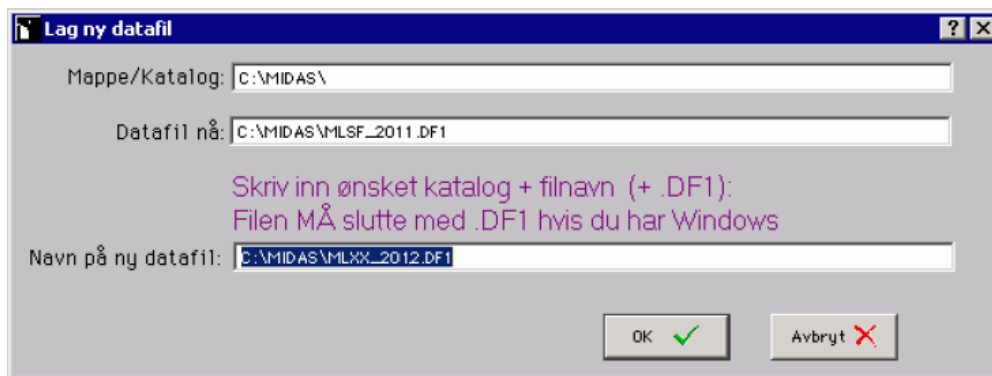 Lag ny datafil
Mappe/Katalog: C:\MIDAS\
Datafil nå: C:\MIDAS\MLSF_2011.DF1
Skriv inn ønsket katalog + filnavn (+ .DF1):
Filen MÅ slutte med .DF1 hvis du har Windows
Navn på ny datafil: C:\MIDAS\MLXX_2012.DF1
OK Avbryt